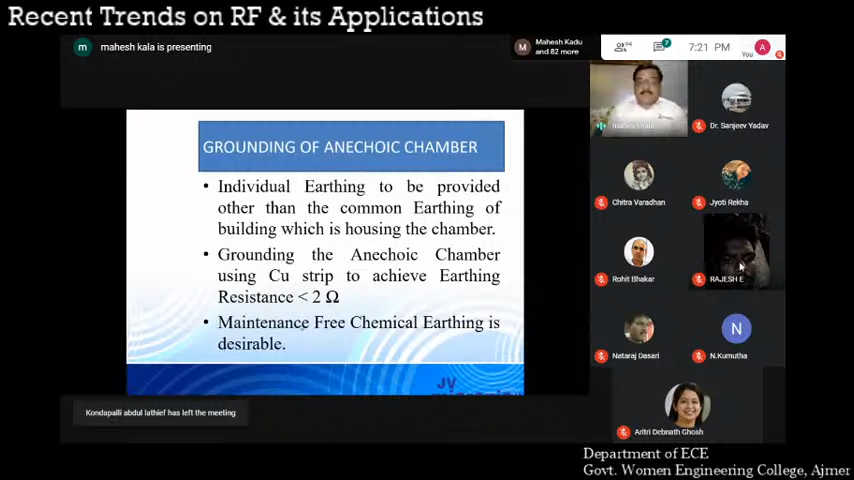 Recent Trends on RF & its Applications
m mahesh kala is presenting
M Mahesh Kadu
and 82 more
94
7
7:21 PM
You
A
GROUNDING OF ANECHOIC CHAMBER
• Individual Earthing to be provided
other than the common Earthing of
building which is housing the chamber.
• Grounding the Anechoic Chamber
using Cu strip to achieve Earthing
Resistance < 2 Ω
• Maintenance Free Chemical Earthing is
desirable.
JV
Dr. Sanjeev Yadav
Chitra Varadhan
Jyoti Rekha
Rohit Bhakar
RAJESH E
Nataraj Dasari
N
N.Kumutha
Aritri Debnath Ghosh
Kondapalli abdul lathief has left the meeting
Department of ECE
Govt. Women Engineering College, Ajmer